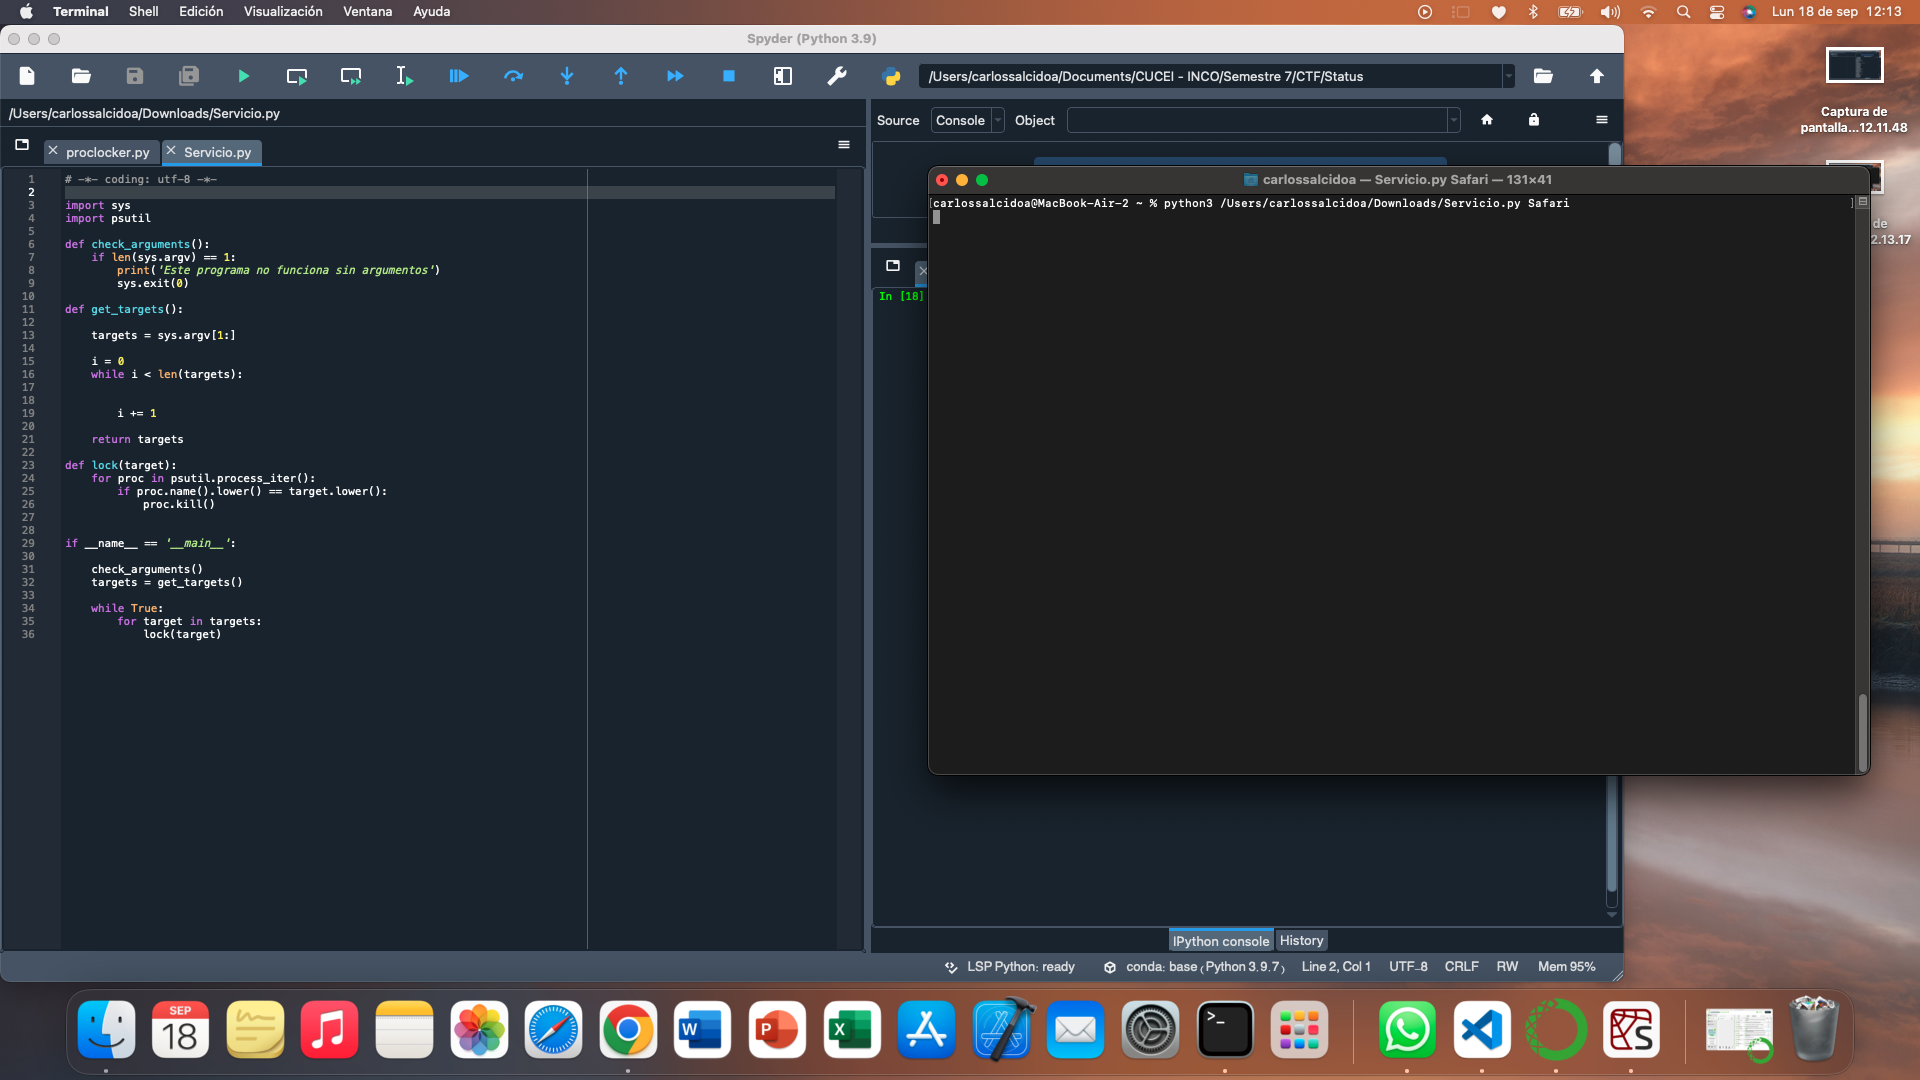 Terminal Shell Edición Visualización Ventana Ayuda
Lun 18 de sep 12:13
Spyder (Python 3.9)
/Users/carlossalcidoa/Documents/CUCEI - INCO/Semestre 7/CTF/Status
/Users/carlossalcidoa/Downloads/Servicio.py
proclocker.py
Servicio.py
1 # -*- coding: utf-8 -*-
2
3 import sys
4 import psutil
5
6 def check_arguments():
7 if len(sys.argv) == 1:
8 print('Este programa no funciona sin argumentos')
9 sys.exit(0)
10
11 def get_targets():
12
13 targets = sys.argv[1:]
14
15 i = 0
16 while i < len(targets):
17
18
19 i += 1
20
21 return targets
22
23 def lock(target):
24 for proc in psutil.process_iter():
25 if proc.name().lower() == target.lower():
26 proc.kill()
27
28
29 if __name__ == '__main__':
30
31 check_arguments()
32 targets = get_targets()
33
34 while True:
35 for target in targets:
36 lock(target)
Source Console Object
In [18]
carlossalcidoa — Servicio.py Safari — 131×41
carlossalcidoa@MacBook-Air-2 ~ % python3 /Users/carlossalcidoa/Downloads/Servicio.py Safari
Captura de
pantalla...12.11.48
de
2.13.17
IPython console History
LSP Python: ready conda: base (Python 3.9.7) Line 2, Col 1 UTF-8 CRLF RW Mem 95%
SEP
18
W
P
X
>_